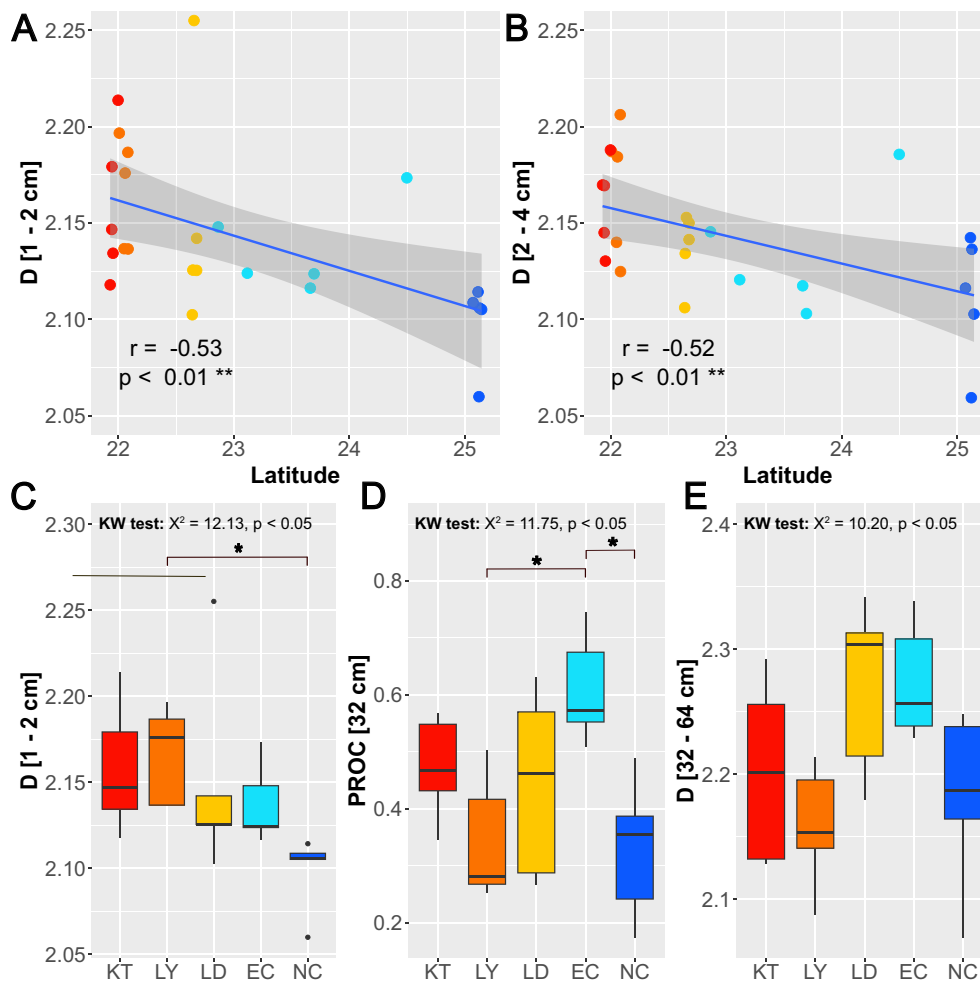 A
B
D [1 - 2 cm]
2.25
2.20
2.15
2.10
2.05
r = -0.53
p < 0.01 **
22
23
24
25
Latitude
D [2 - 4 cm]
2.25
2.20
2.15
2.10
2.05
r = -0.52
p < 0.01 **
22
23
24
25
Latitude
C
D
E
KW test: X² = 12.13, p < 0.05
*
D [1 - 2 cm]
2.30
2.25
2.20
2.15
2.10
2.05
KT LY LD EC NC
KW test: X² = 11.75, p < 0.05
*
*
PROC [32 cm]
0.8
0.6
0.4
0.2
KT LY LD EC NC
KW test: X² = 10.20, p < 0.05
D [32 - 64 cm]
2.4
2.3
2.2
2.1
KT LY LD EC NC